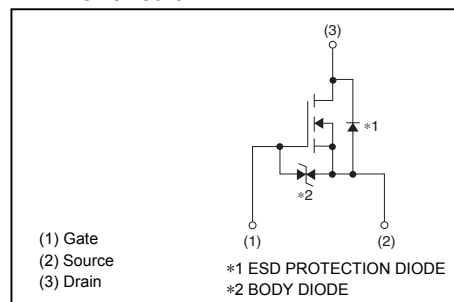 (3)
*1
*2
(1) (2)
(1) Gate
(2) Source
(3) Drain
*1 ESD PROTECTION DIODE
*2 BODY DIODE